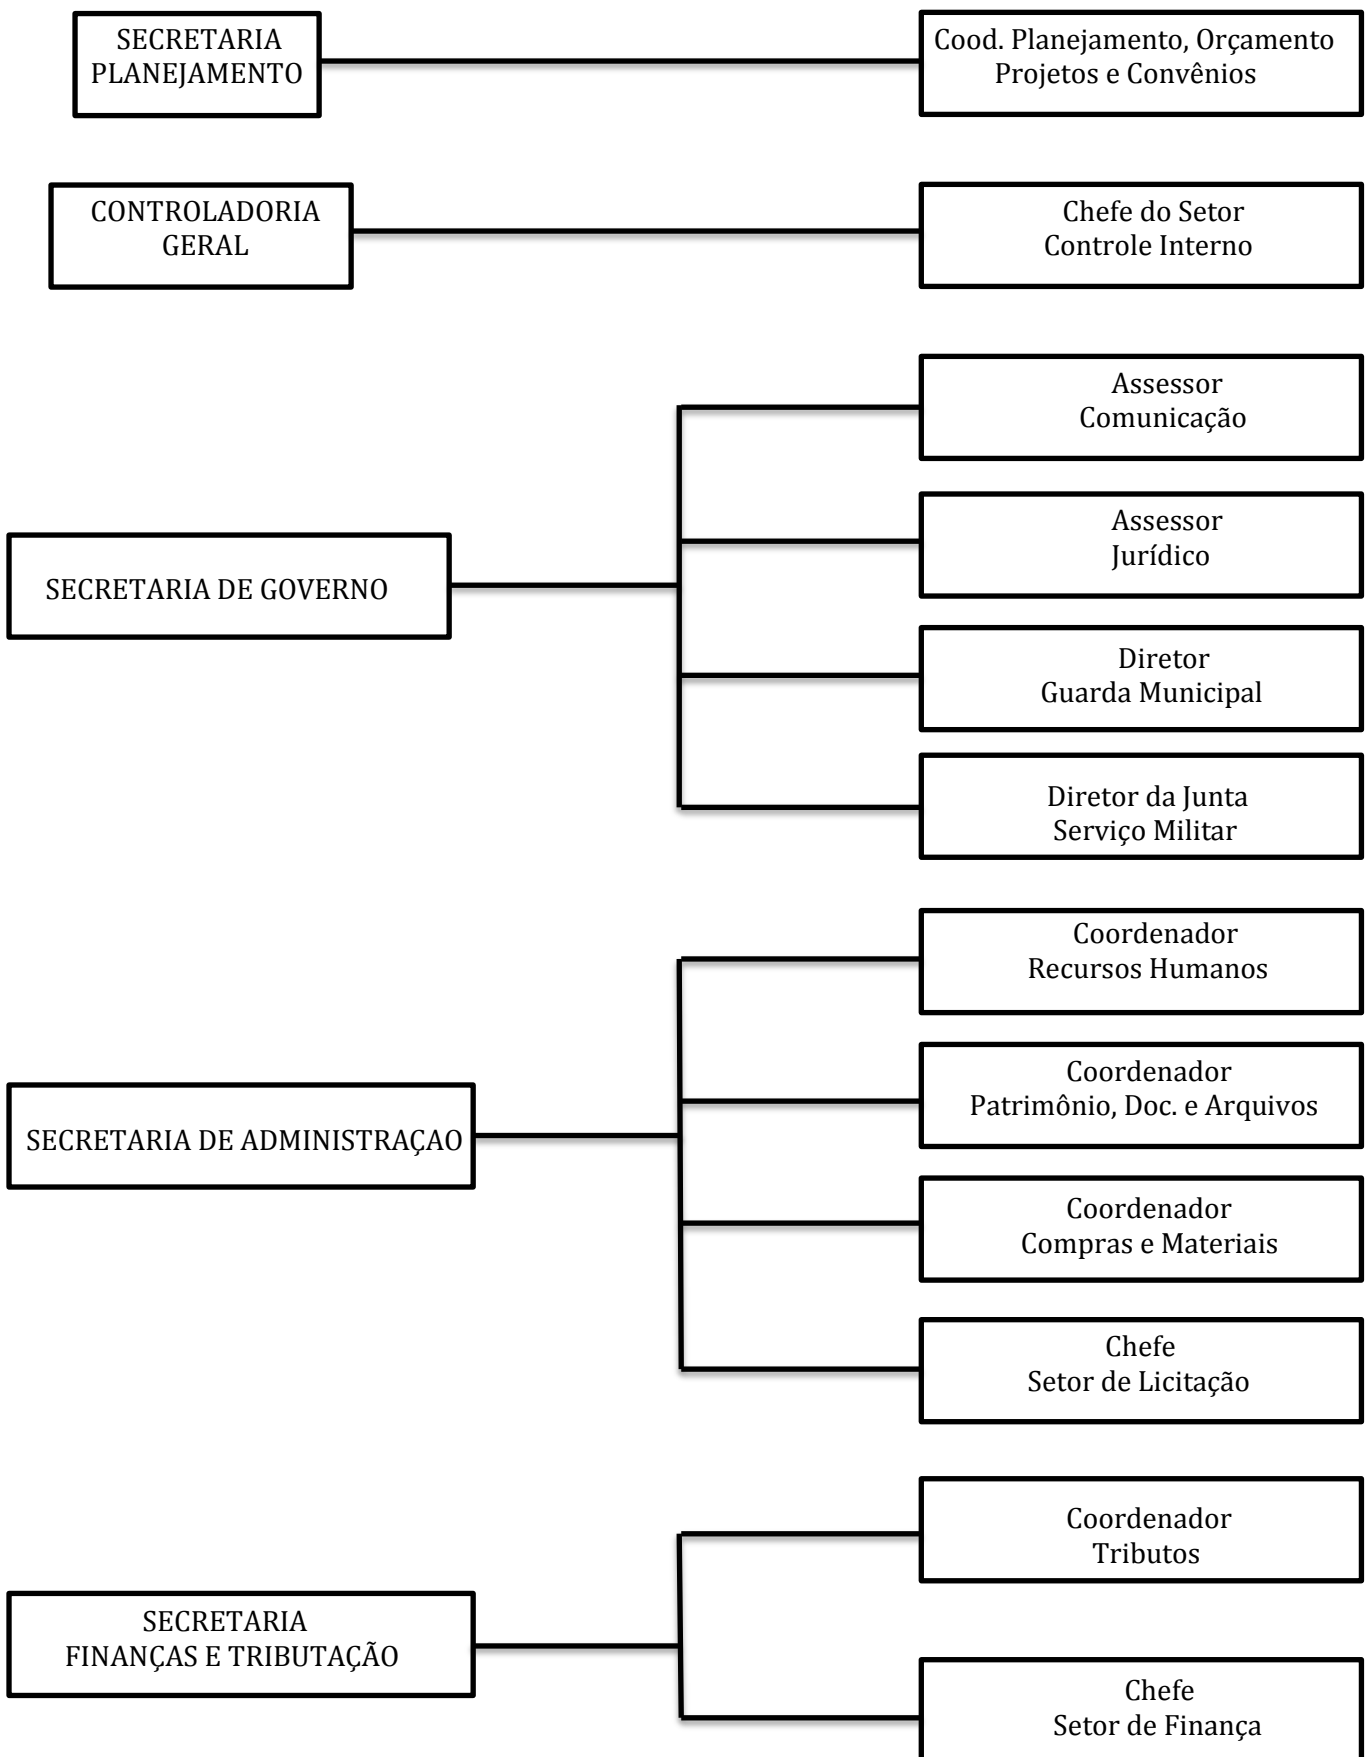 SECRETARIA
PLANEJAMENTO
Cood. Planejamento, Orçamento
Projetos e Convênios
CONTROLADORIA
GERAL
Chefe do Setor
Controle Interno
SECRETARIA DE GOVERNO
Assessor
Comunicação
Assessor
Jurídico
Diretor
Guarda Municipal
Diretor da Junta
Serviço Militar
SECRETARIA DE ADMINISTRAÇAO
Coordenador
Recursos Humanos
Coordenador
Patrimônio, Doc. e Arquivos
Coordenador
Compras e Materiais
Chefe
Setor de Licitação
SECRETARIA
FINANÇAS E TRIBUTAÇÃO
Coordenador
Tributos
Chefe
Setor de Finança